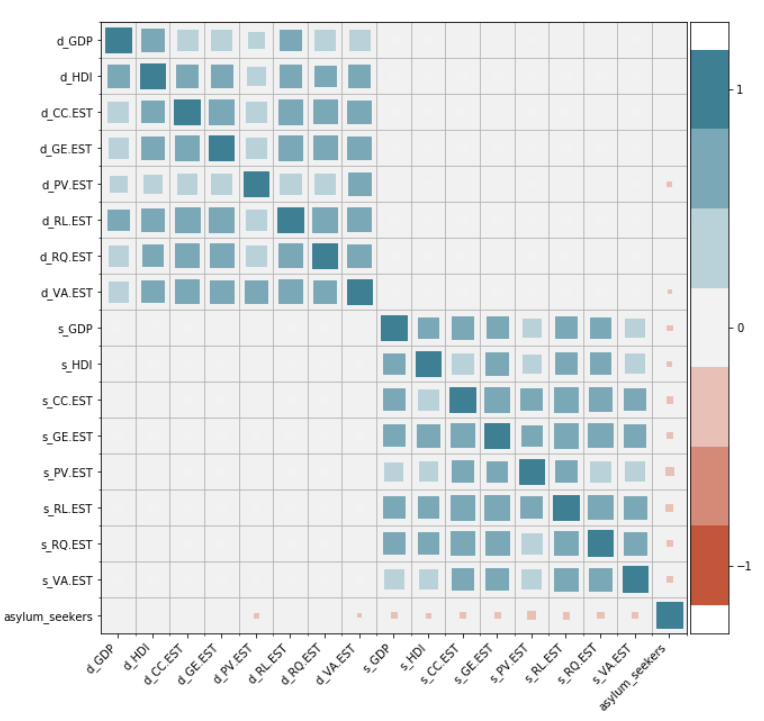 d_GDP
d_HDI
d_CC.EST
d_GE.EST
d_PV.EST
d_RL.EST
d_RQ.EST
d_VA.EST
s_GDP
s_HDI
s_CC.EST
s_GE.EST
s_PV.EST
s_RL.EST
s_RQ.EST
s_VA.EST
asylum_seekers
d_GDP
d_HDI
d_CC.EST
d_GE.EST
d_PV.EST
d_RL.EST
d_RQ.EST
d_VA.EST
s_GDP
s_HDI
s_CC.EST
s_GE.EST
s_PV.EST
s_RL.EST
s_RQ.EST
s_VA.EST
asylum_seekers
1
0
−1